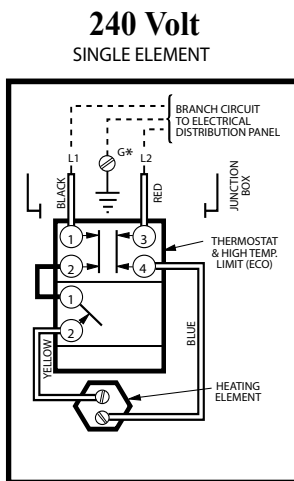 240 Volt
SINGLE ELEMENT
BRANCH CIRCUIT
TO ELECTRICAL
DISTRIBUTION PANEL
L1
G*
L2
BLACK
RED
JUNCTION
BOX
1
3
2
4
THERMOSTAT
& HIGH TEMP.
LIMIT (ECO)
1
2
YELLOW
BLUE
HEATING
ELEMENT